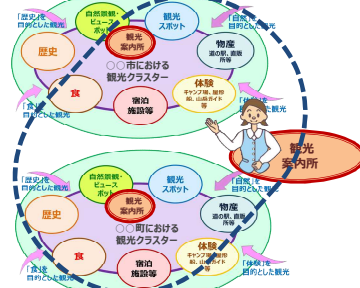 「歴史」を
目的とした観光
自然景観・
ビュース
ポット
観光
スポット
「自然」を
目的とした観光
観光
案内所
歴史
物産
道の駅、直販
所等
○○市における
観光クラスター
食
宿泊
施設等
体験
キャンプ場、屋形
船、山岳ガイド
等
「食」を
目的とした観光
「体験」を
目的とした観光
観光
案内所
「歴史」を
目的とした観光
自然景観・
ビュース
ポット
観光
スポット
「自然」を
目的とした観光
観光
案内所
歴史
物産
道の駅、直販
所等
○○町における
観光クラスター
食
宿泊
施設等
体験
キャンプ場、屋形
船、山岳ガイド
等
「食」を
目的とした観光
「体験」を
目的とした観光